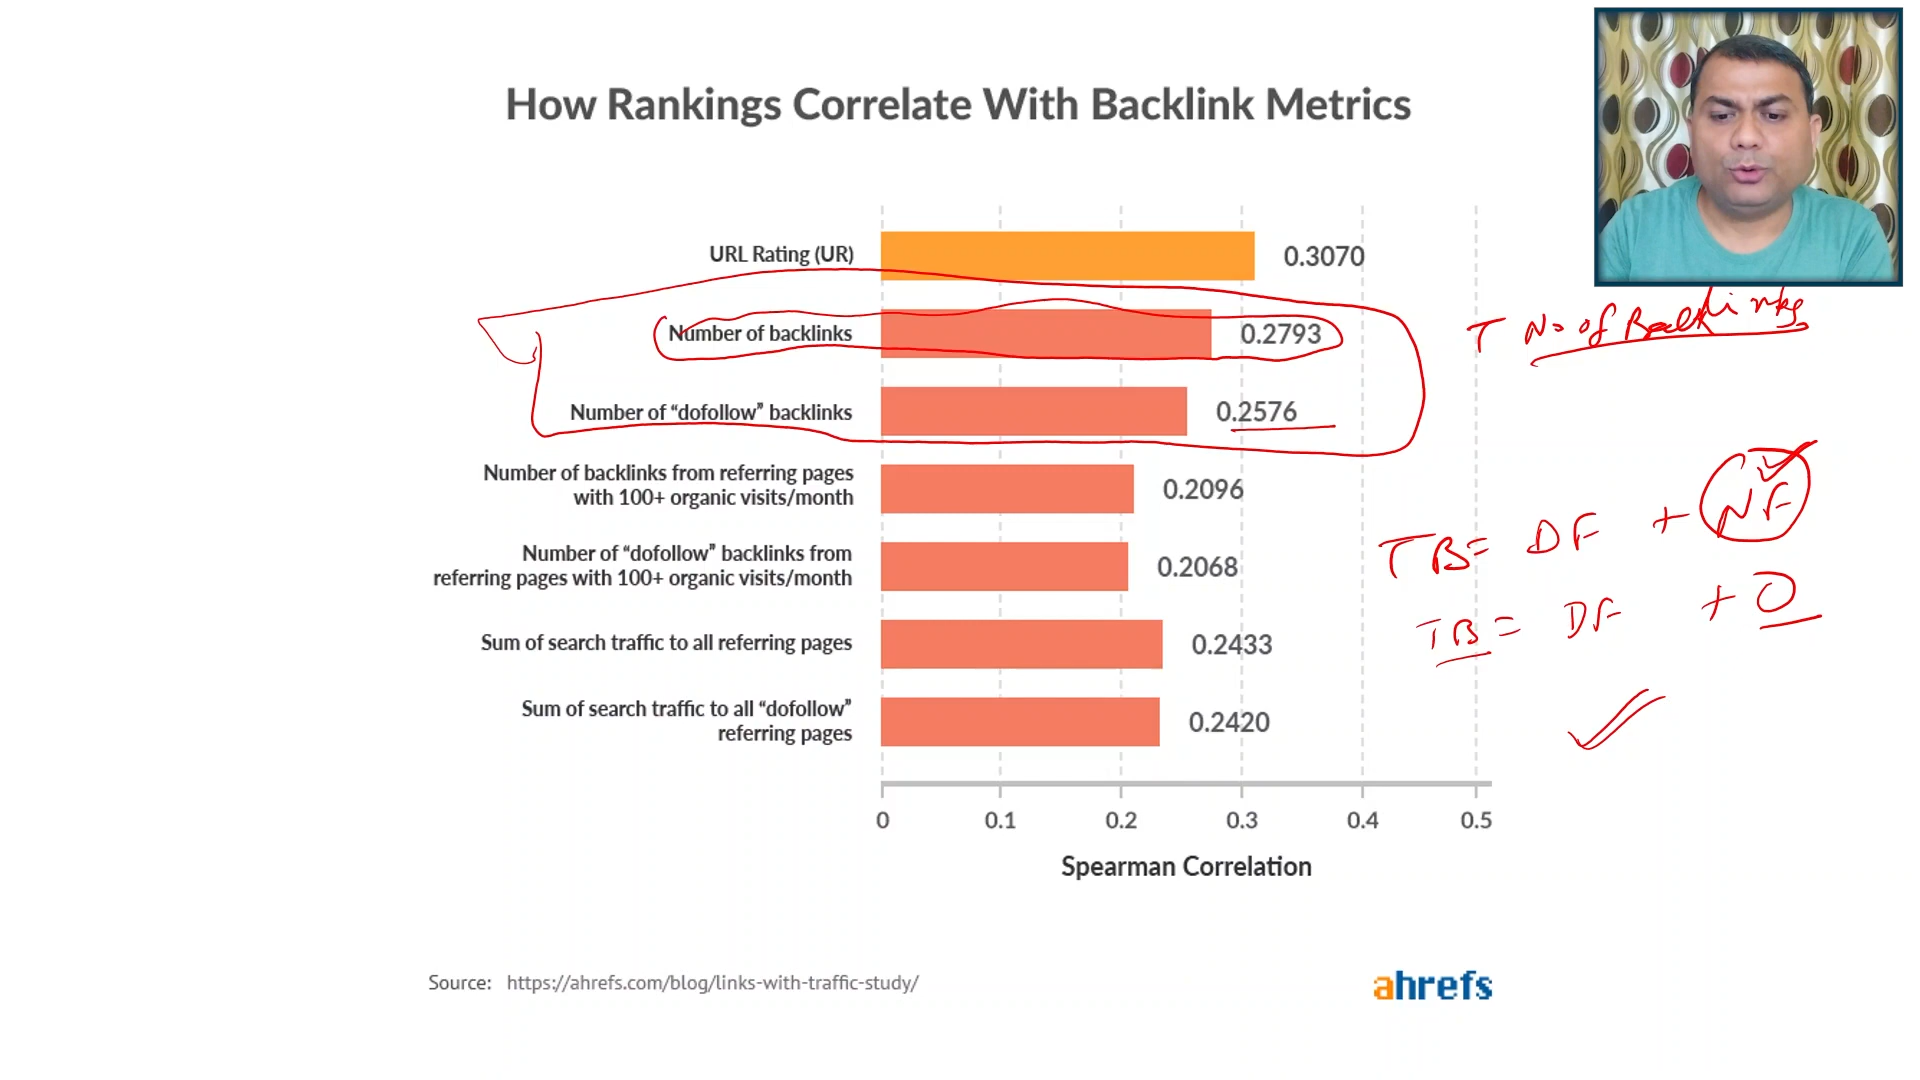 How Rankings Correlate With Backlink Metrics
URL Rating (UR)
0.3070
Number of backlinks
0.2793
T No of Backlinks
Number of “dofollow” backlinks
0.2576
Number of backlinks from referring pages
with 100+ organic visits/month
0.2096
TB = DF + NF
Number of “dofollow” backlinks from
referring pages with 100+ organic visits/month
0.2068
TB = DF + 0
Sum of search traffic to all referring pages
0.2433
Sum of search traffic to all “dofollow”
referring pages
0.2420
0 0.1 0.2 0.3 0.4 0.5
Spearman Correlation
Source: https://ahrefs.com/blog/links-with-traffic-study/
ahrefs